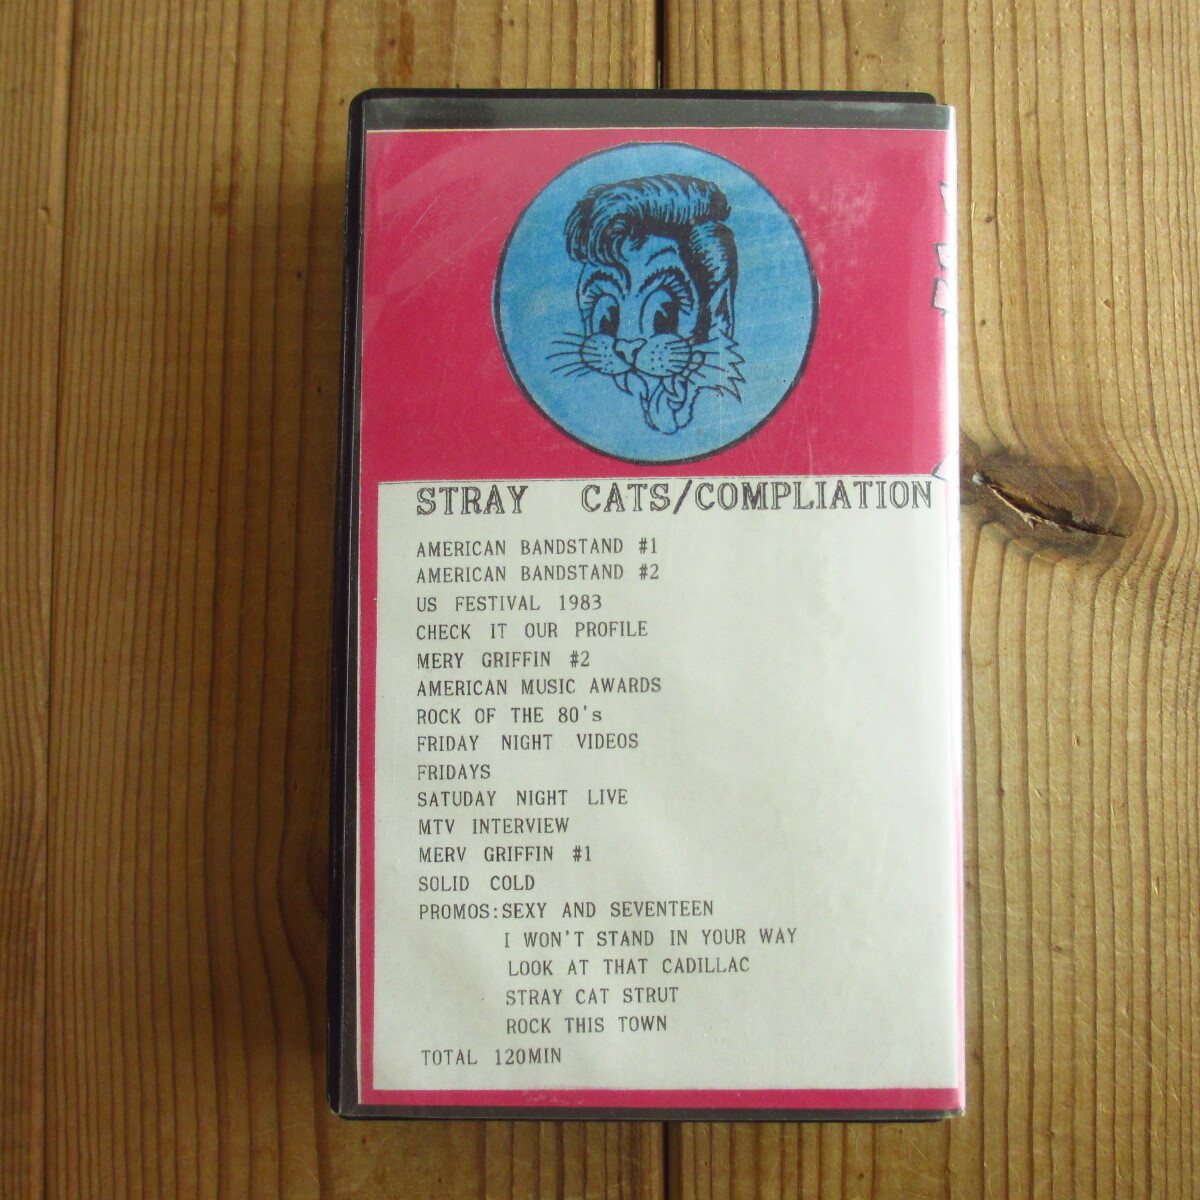 STRAY CATS/COMPLIATION
AMERICAN BANDSTAND #1
AMERICAN BANDSTAND #2
US FESTIVAL 1983
CHECK IT OUR PROFILE
MERY GRIFFIN #2
AMERICAN MUSIC AWARDS
ROCK OF THE 80's
FRIDAY NIGHT VIDEOS
FRIDAYS
SATUDAY NIGHT LIVE
MTV INTERVIEW
MERV GRIFFIN #1
SOLID COLD
PROMOS:SEXY AND SEVENTEEN
I WON'T STAND IN YOUR WAY
LOOK AT THAT CADILLAC
STRAY CAT STRUT
ROCK THIS TOWN
TOTAL 120MIN